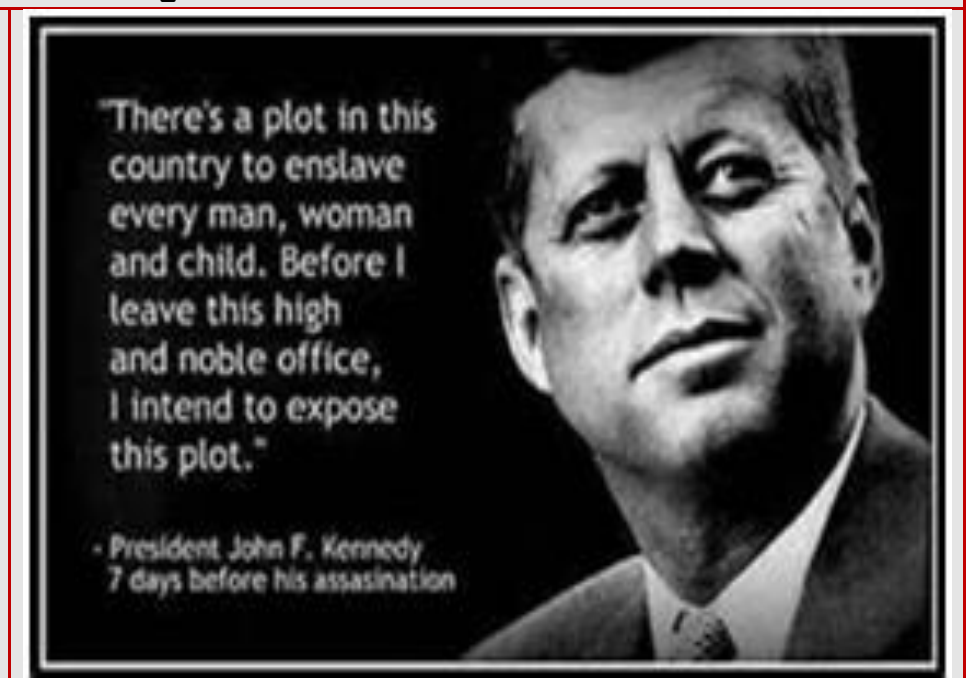 "There's a plot in this
country to enslave
every man, woman
and child. Before I
leave this high
and noble office,
I intend to expose
this plot."
- President John F. Kennedy
7 days before his assasination